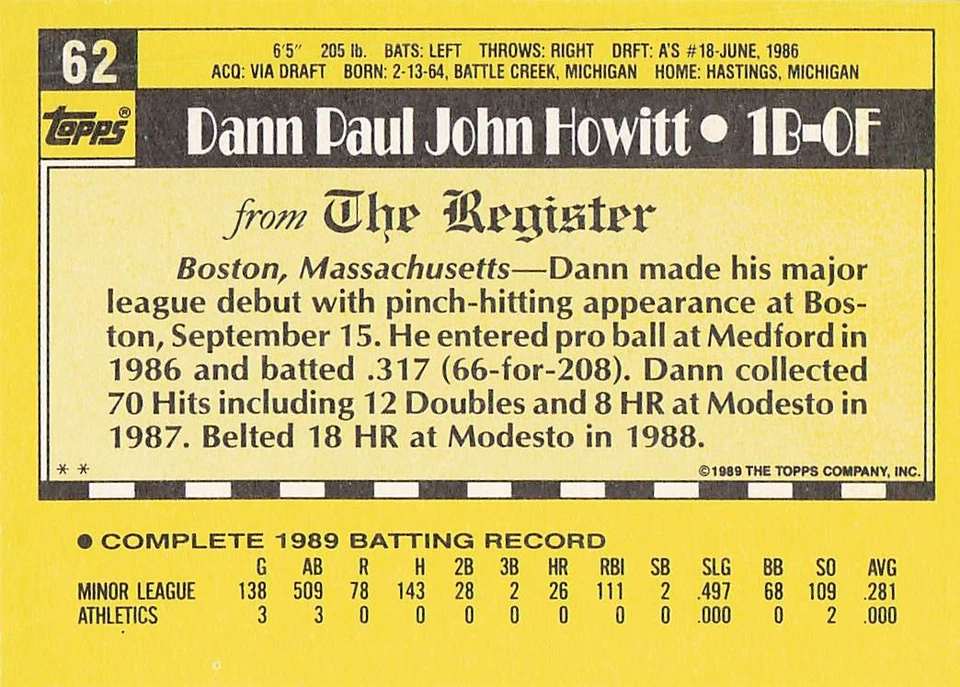 62
6'5" 205 lb. BATS: LEFT THROWS: RIGHT DRFT: A'S #18-JUNE, 1986
ACQ: VIA DRAFT BORN: 2-13-64, BATTLE CREEK, MICHIGAN HOME: HASTINGS, MICHIGAN
Topps®
Dann Paul John Howitt • 1B-OF
from The Register
Boston, Massachusetts—Dann made his major
league debut with pinch-hitting appearance at Bos-
ton, September 15. He entered pro ball at Medford in
1986 and batted .317 (66-for-208). Dann collected
70 Hits including 12 Doubles and 8 HR at Modesto in
1987. Belted 18 HR at Modesto in 1988.
* * ©1989 THE TOPPS COMPANY, INC.
● COMPLETE 1989 BATTING RECORD
G AB R H 2B 3B HR RBI SB SLG BB SO AVG
MINOR LEAGUE 138 509 78 143 28 2 26 111 2 .497 68 109 .281
ATHLETICS 3 3 0 0 0 0 0 0 0 .000 0 2 .000